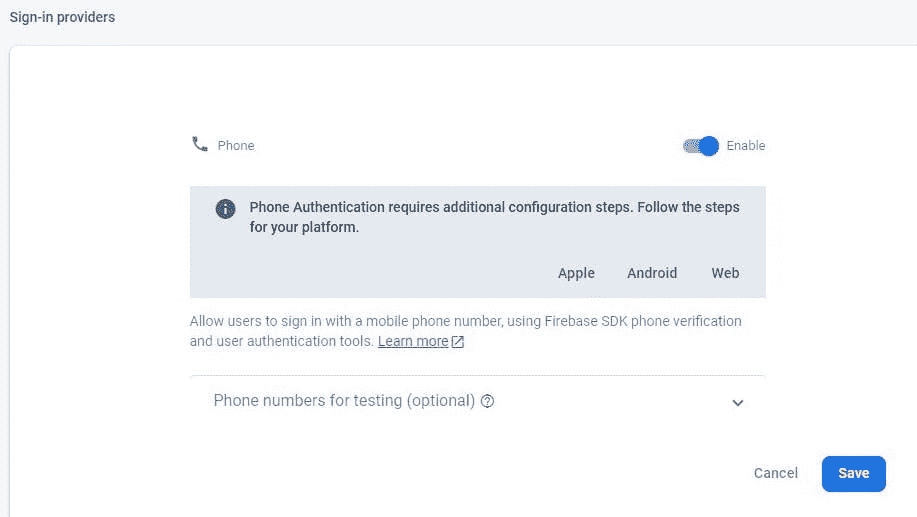 Sign-in providers
Phone
Enable
Phone Authentication requires additional configuration steps. Follow the steps
for your platform.
Apple Android Web
Allow users to sign in with a mobile phone number, using Firebase SDK phone verification
and user authentication tools. Learn more
Phone numbers for testing (optional)
Cancel Save